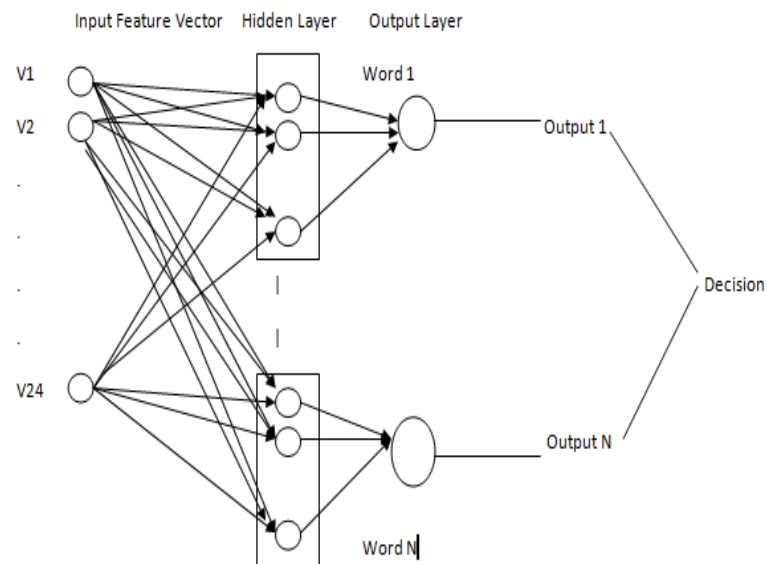 Input Feature Vector Hidden Layer Output Layer
V1
Word 1
V2
Output 1
.
.
.
.
Decision
V24
Output N
Word N